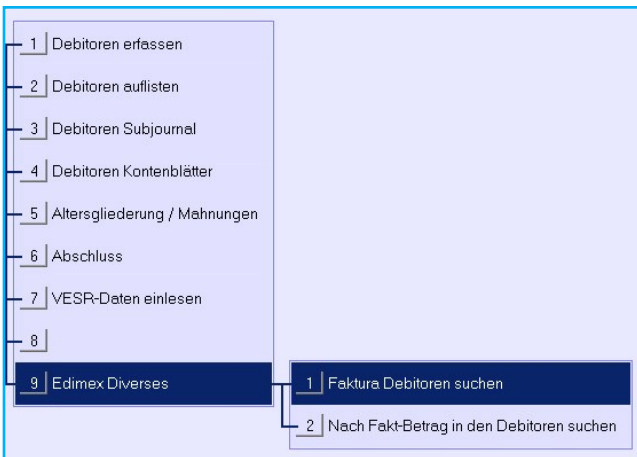 1 Debitoren erfassen
2 Debitoren auflisten
3 Debitoren Subjournal
4 Debitoren Kontenblätter
5 Altersgliederung / Mahnungen
6 Abschluss
7 VESR-Daten einlesen
8
9 Edimex Diverses
1 Faktura Debitoren suchen
2 Nach Fakt-Betrag in den Debitoren suchen